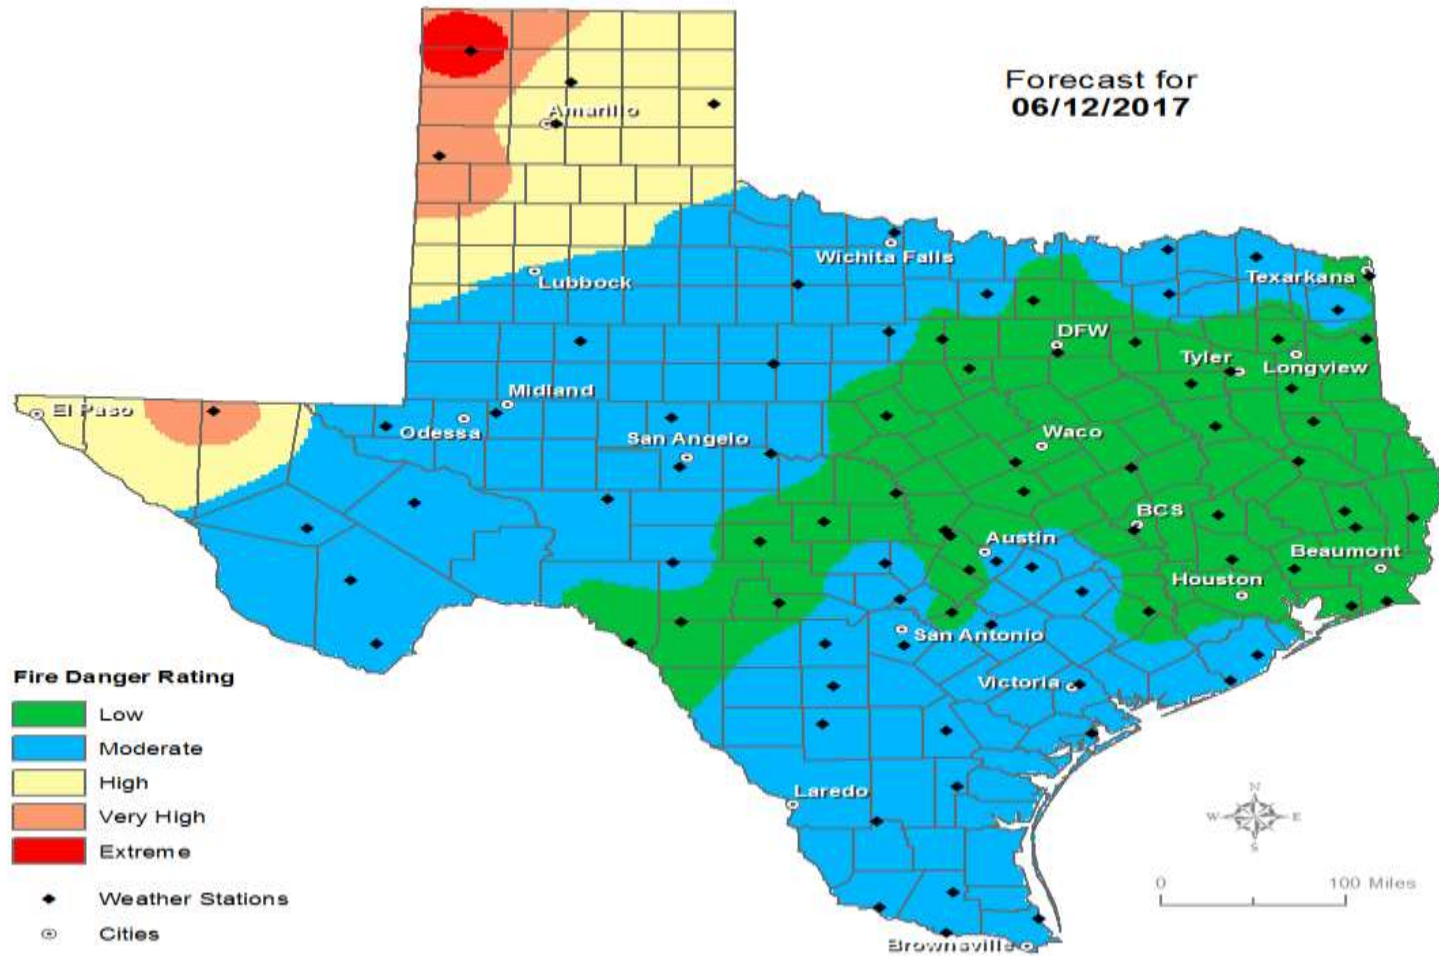 Forecast for
06/12/2017
Amarillo
Wichita Falls
Lubbock
Texarkana
DFW
Tyler
Longview
Midland
El Paso
Odessa
San Angelo
Waco
BCS
Austin
Beaumont
Houston
San Antonio
Victoria
Laredo
Brownsville
Fire Danger Rating
Low
Moderate
High
Very High
Extreme
Weather Stations
Cities
N
W E
S
0 100 Miles